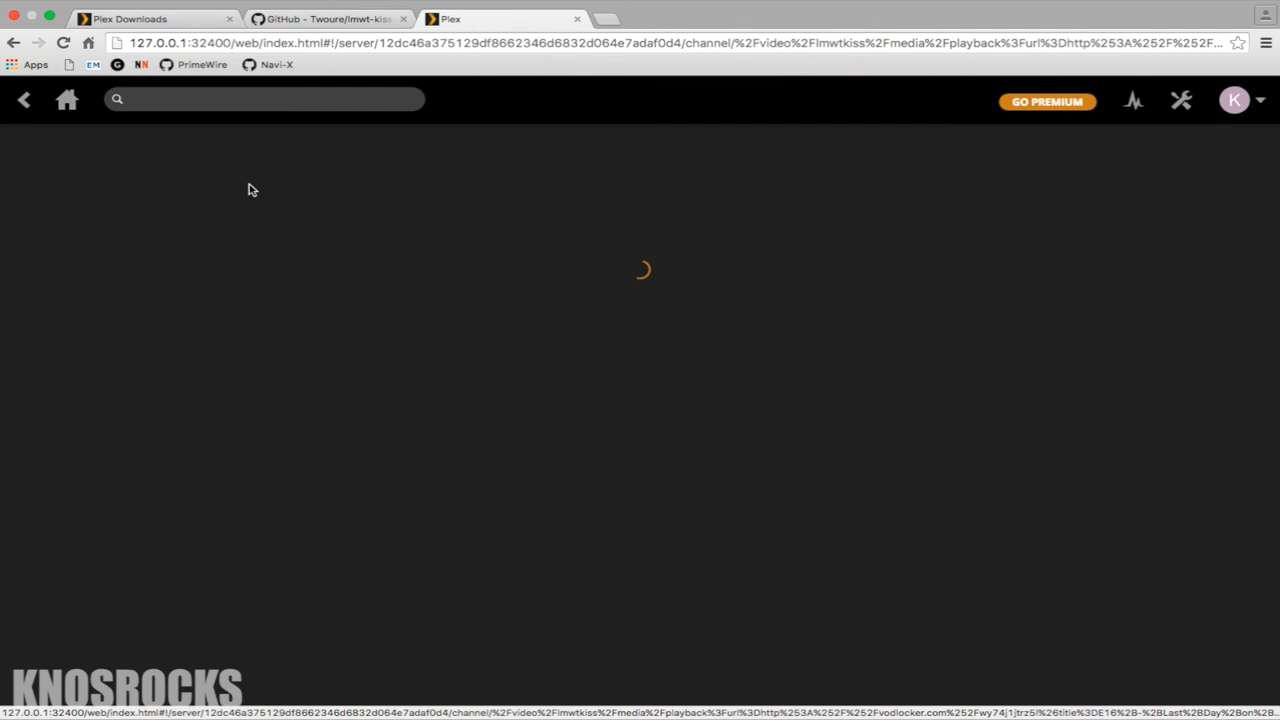 Plex Downloads
GitHub - Twoure/lmwt-kiss
Plex
127.0.0.1:32400/web/index.html#!/server/12dc46a375129df8662346d6832d064e7adaf0d4/channel/%2Fvideo%2Flmwtkiss%2Fmedia%2Fplayback%3Furl%3Dhttp%253A%252F%252F...
Apps
EM
G
NN
PrimeWire
Navi-X
GO PREMIUM
K
KNOSROCKS
127.0.0.1:32400/web/index.html#!/server/12dc46a375129df8662346d6832d064e7adaf0d4/channel/%2Fvideo%2Flmwtkiss%2Fmedia%2Fplayback%3Furl%3Dhttp%253A%252F%252Fvodlocker.com%252Fwy74j1jtrz5l%26title%3DE16%2B-%2BLast%2BDay%2Bon%2B...